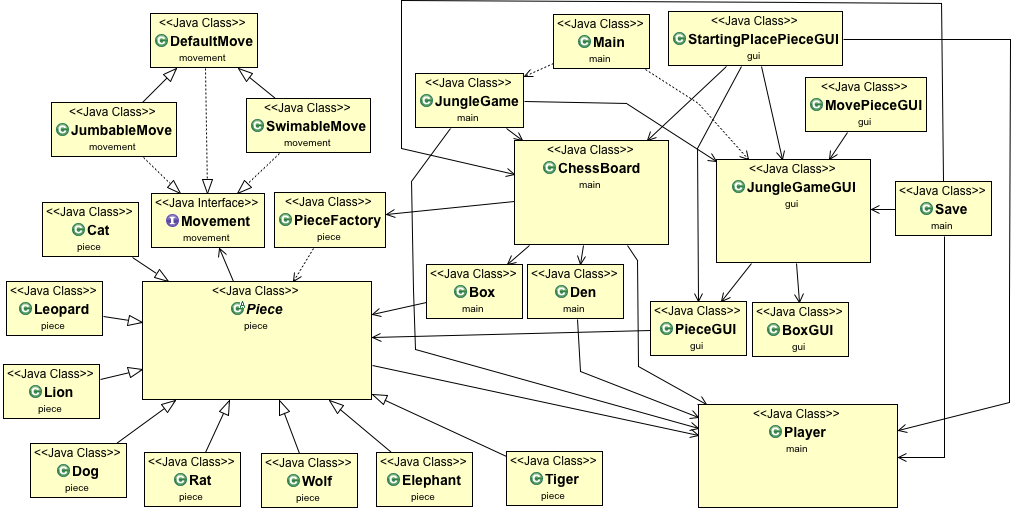 <<Java Class>>
DefaultMove
movement
<<Java Class>>
Main
main
<<Java Class>>
StartingPlacePieceGUI
gui
<<Java Class>>
JungleGame
main
<<Java Class>>
MovePieceGUI
gui
<<Java Class>>
JumbableMove
movement
<<Java Class>>
SwimableMove
movement
<<Java Class>>
ChessBoard
main
<<Java Class>>
JungleGameGUI
gui
<<Java Class>>
Save
main
<<Java Class>>
Cat
piece
<<Java Interface>>
Movement
movement
<<Java Class>>
PieceFactory
piece
<<Java Class>>
Box
main
<<Java Class>>
Den
main
<<Java Class>>
Leopard
piece
<<Java Class>>
Piece
piece
<<Java Class>>
PieceGUI
gui
<<Java Class>>
BoxGUI
gui
<<Java Class>>
Lion
piece
<<Java Class>>
Player
main
<<Java Class>>
Dog
piece
<<Java Class>>
Rat
piece
<<Java Class>>
Wolf
piece
<<Java Class>>
Elephant
piece
<<Java Class>>
Tiger
piece